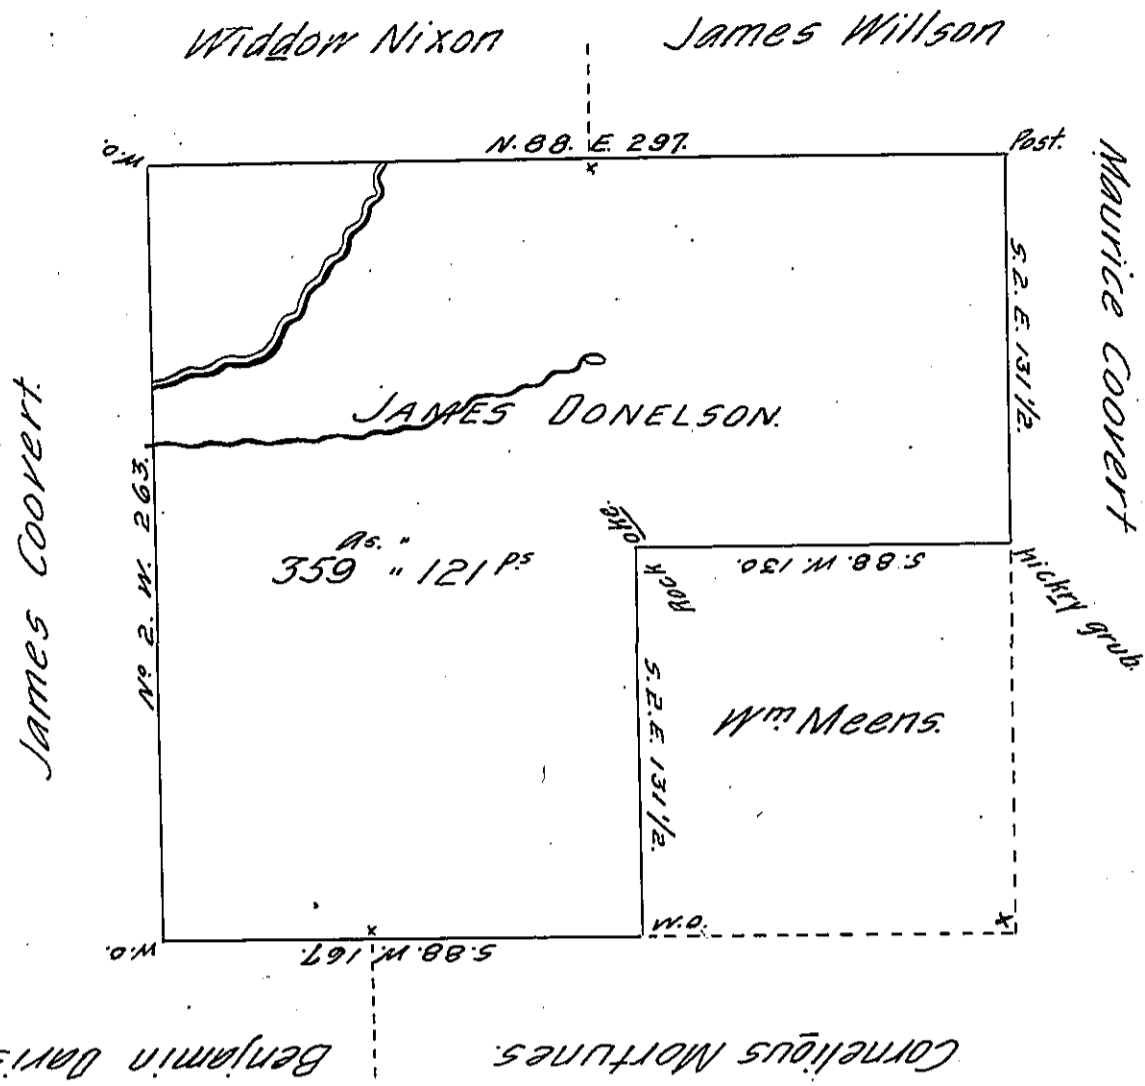 Widdow Nixon
James Willson
W.O.
N. 88. E. 297.
Post.
Maurice Coovert
S. 2. E. 131 1/2
James Coovert.
JAMES DONELSON.
No 2. W. 263.
As. "
359 " 121 Ps
Rock oke.
S. 88. W. 130.
hickry grub.
S. 2. E. 131 1/2.
Wm Meens.
W.O.
S. 88. W. 167.
W.O.
Benjamin Davis
Corneligus Mortunes.